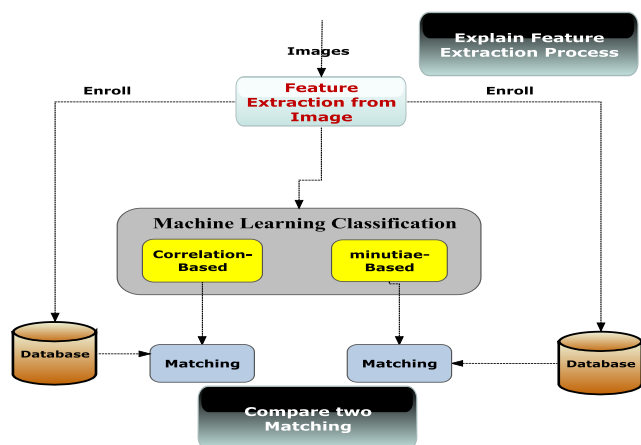 Explain Feature
Extraction Process
Images
Enroll
Feature
Extraction from
Image
Enroll
Machine Learning Classification
Correlation-
Based
minutiae-
Based
Database
Matching
Matching
Database
Compare two
Matching